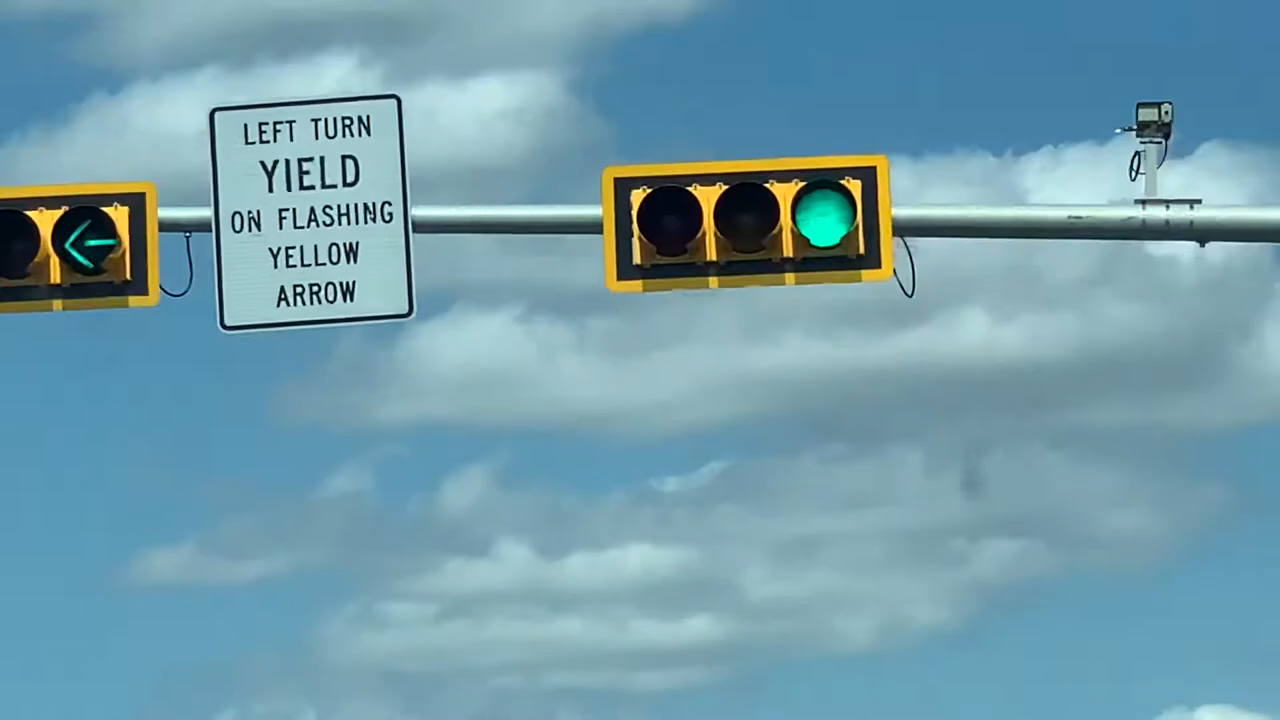 LEFT TURN
YIELD
ON FLASHING
YELLOW
ARROW